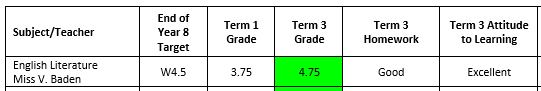 Subject/Teacher
End of
Year 8
Target
Term 1
Grade
Term 3
Grade
Term 3
Homework
Term 3 Attitude
to Learning
English Literature
Miss V. Baden
W4.5
3.75
4.75
Good
Excellent